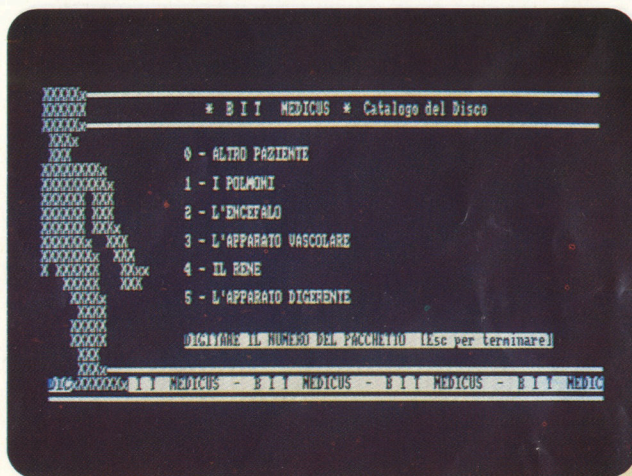 * B I T MEDICUS * Catalogo del Disco
0 - ALTRO PAZIENTE
1 - I POLMONI
2 - L'ENCEFALO
3 - L'APPARATO VASCOLARE
4 - IL RENE
5 - L'APPARATO DIGERENTE
DIGITARE IL NUMERO DEL PACCHETTO (Esc per terminare)
I T MEDICUS - B I T MEDICUS - B I T MEDICUS - B I T MEDIC